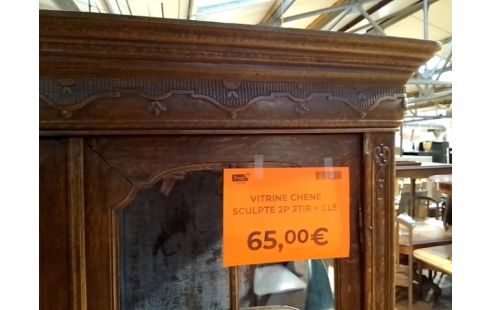 VITRINE CHENE
SCULPTE 2P 2TIR + CLE
65,00€